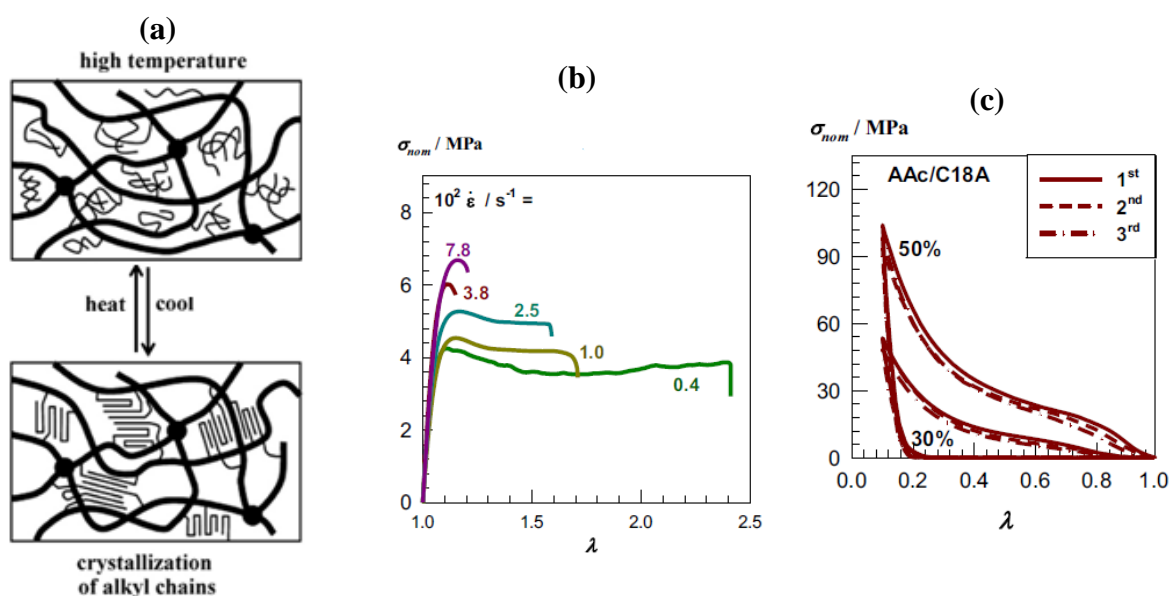 (a)
high temperature
heat
cool
crystallization
of alkyl chains
(b)
σnom / MPa
10² ε̇ / s⁻¹ =
8
6
4
2
0
7.8
3.8
2.5
1.0
0.4
1.0
1.5
2.0
2.5
λ
(c)
σnom / MPa
AAc/C18A
1st
2nd
3rd
120
90
60
30
0
50%
30%
0.0
0.2
0.4
0.6
0.8
1.0
λ